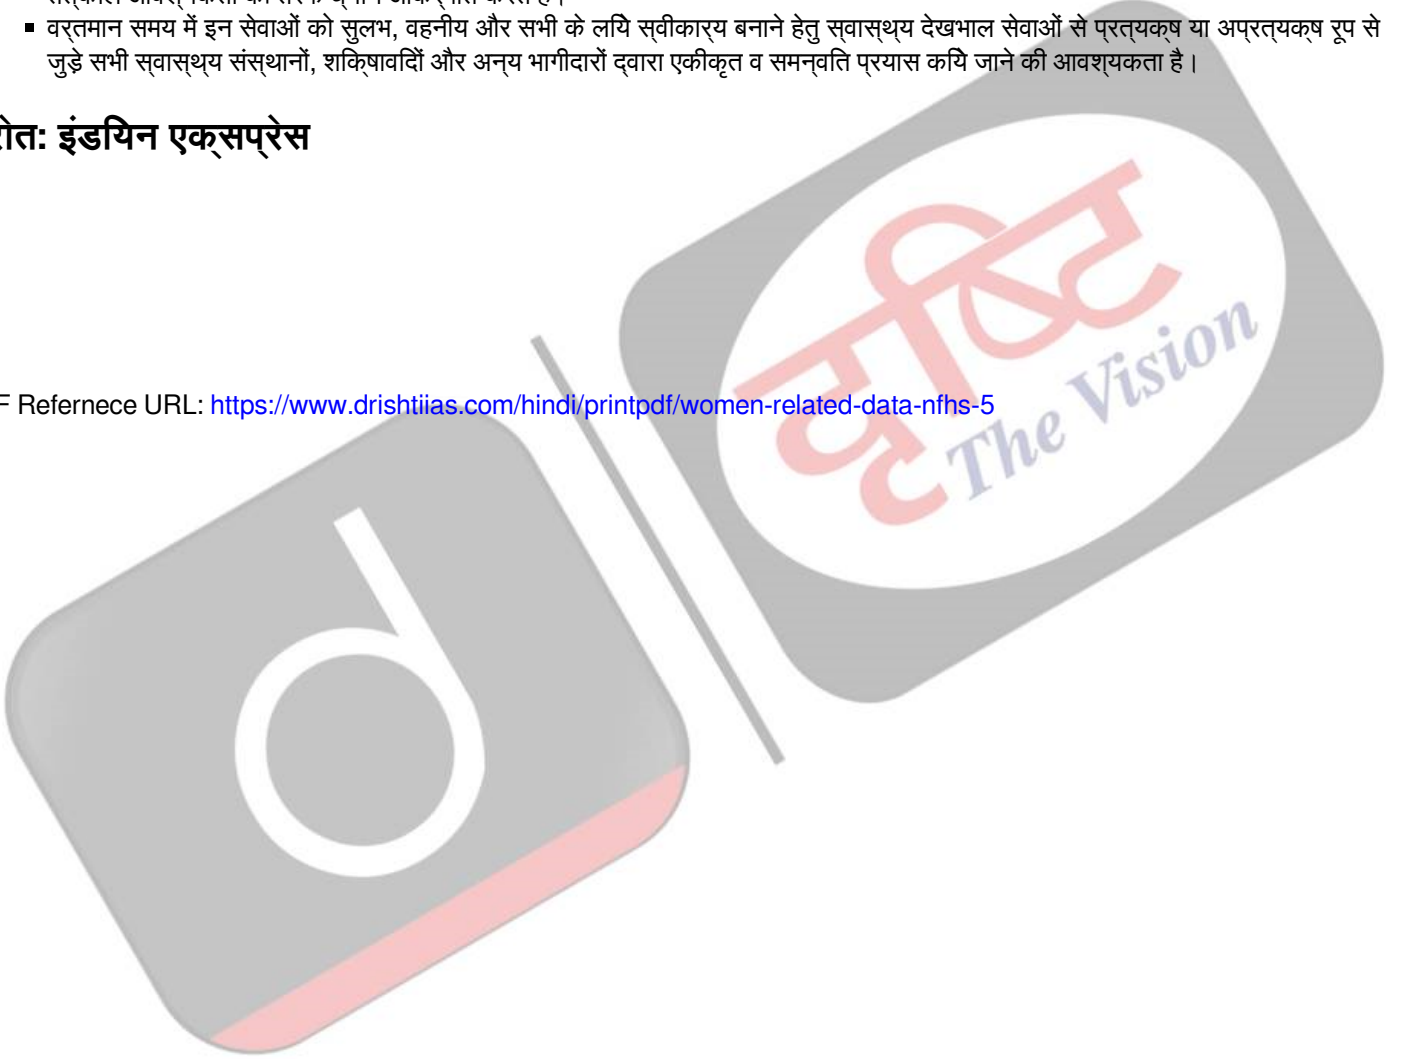 ▪ वर्तमान समय में इन सेवाओं को सुलभ, वहनीय और सभी के लिये स्वीकार्य बनाने हेतु स्वास्थ्य देखभाल सेवाओं से प्रत्यक्ष या अप्रत्यक्ष रूप से
जुड़े सभी स्वास्थ्य संस्थानों, शिक्षाविदों और अन्य भागीदारों द्वारा एकीकृत व समन्वित प्रयास किये जाने की आवश्यकता है।
रोत: इंडियन एक्सप्रेस
दृष्टि
The Vision
F Refernece URL: https://www.drishtiias.com/hindi/printpdf/women-related-data-nfhs-5
d